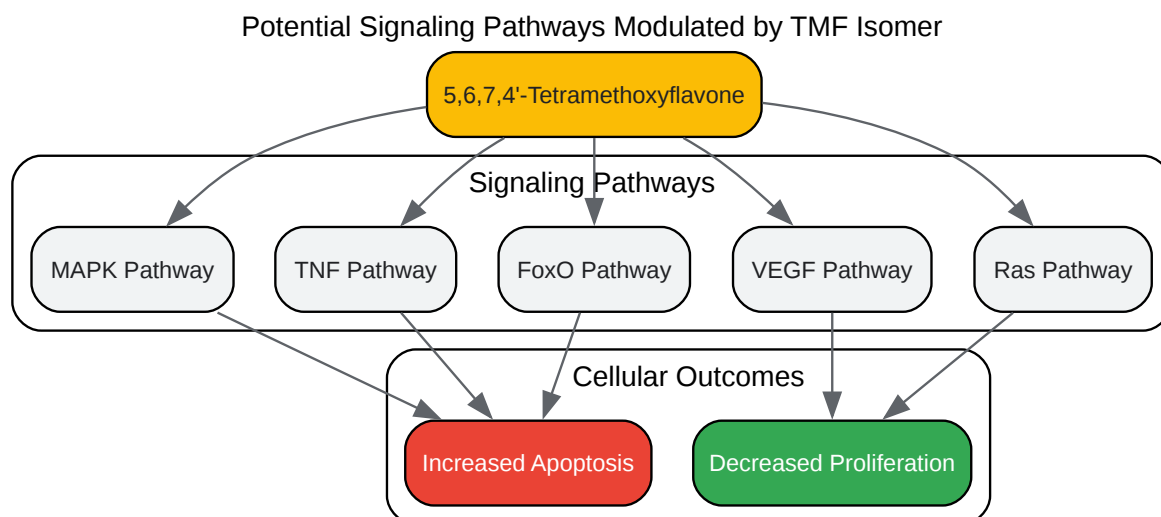 Potential Signaling Pathways Modulated by TMF Isomer
5,6,7,4'-Tetramethoxyflavone
Signaling Pathways
MAPK Pathway
TNF Pathway
FoxO Pathway
VEGF Pathway
Ras Pathway
Cellular Outcomes
Increased Apoptosis
Decreased Proliferation